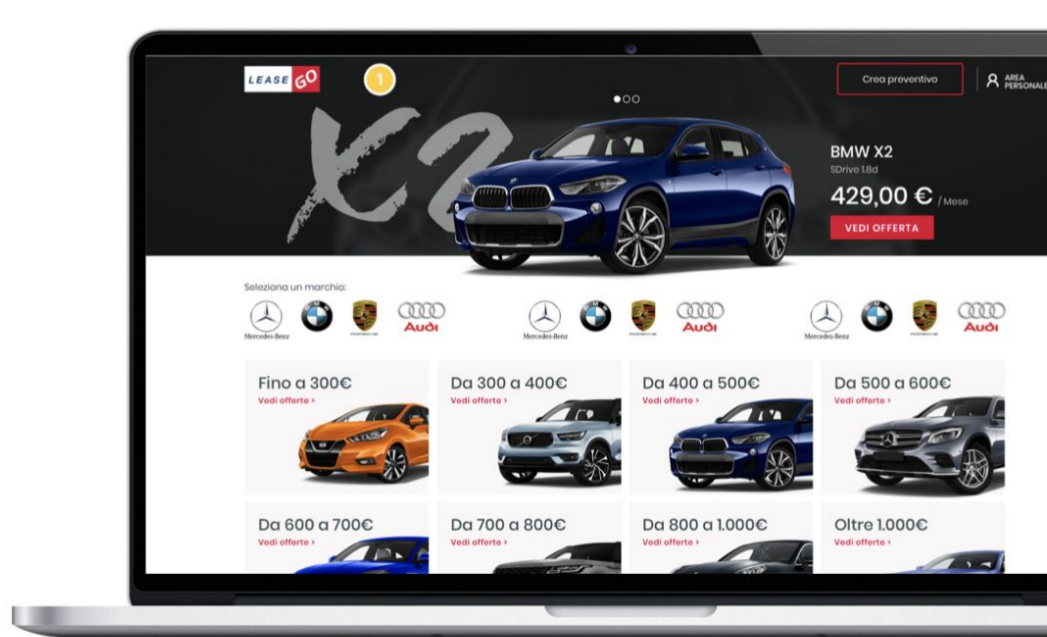 LEASE GO
1
Crea preventivo
AREA
PERSONALE
X2
BMW X2
SDrive 1.8d
429,00 € / Mese
VEDI OFFERTA
Seleziona un marchio:
BMW
Mercedes-Benz Audi Mercedes-Benz Audi Mercedes-Benz Audi
Fino a 300€ Da 300 a 400€ Da 400 a 500€ Da 500 a 600€
Vedi offerte › Vedi offerte › Vedi offerte › Vedi offerte ›
Da 600 a 700€ Da 700 a 800€ Da 800 a 1.000€ Oltre 1.000€
Vedi offerte › Vedi offerte › Vedi offerte › Vedi offerte ›